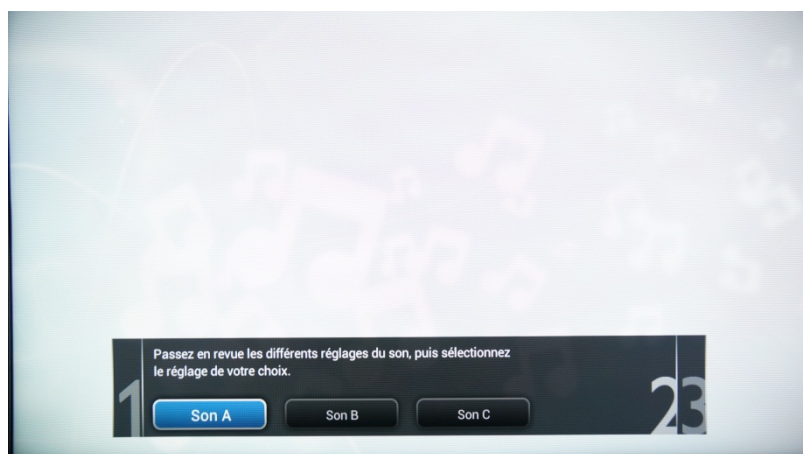 Passez en revue les différents réglages du son, puis sélectionnez
le réglage de votre choix.
1
Son A
Son B
Son C
2
3